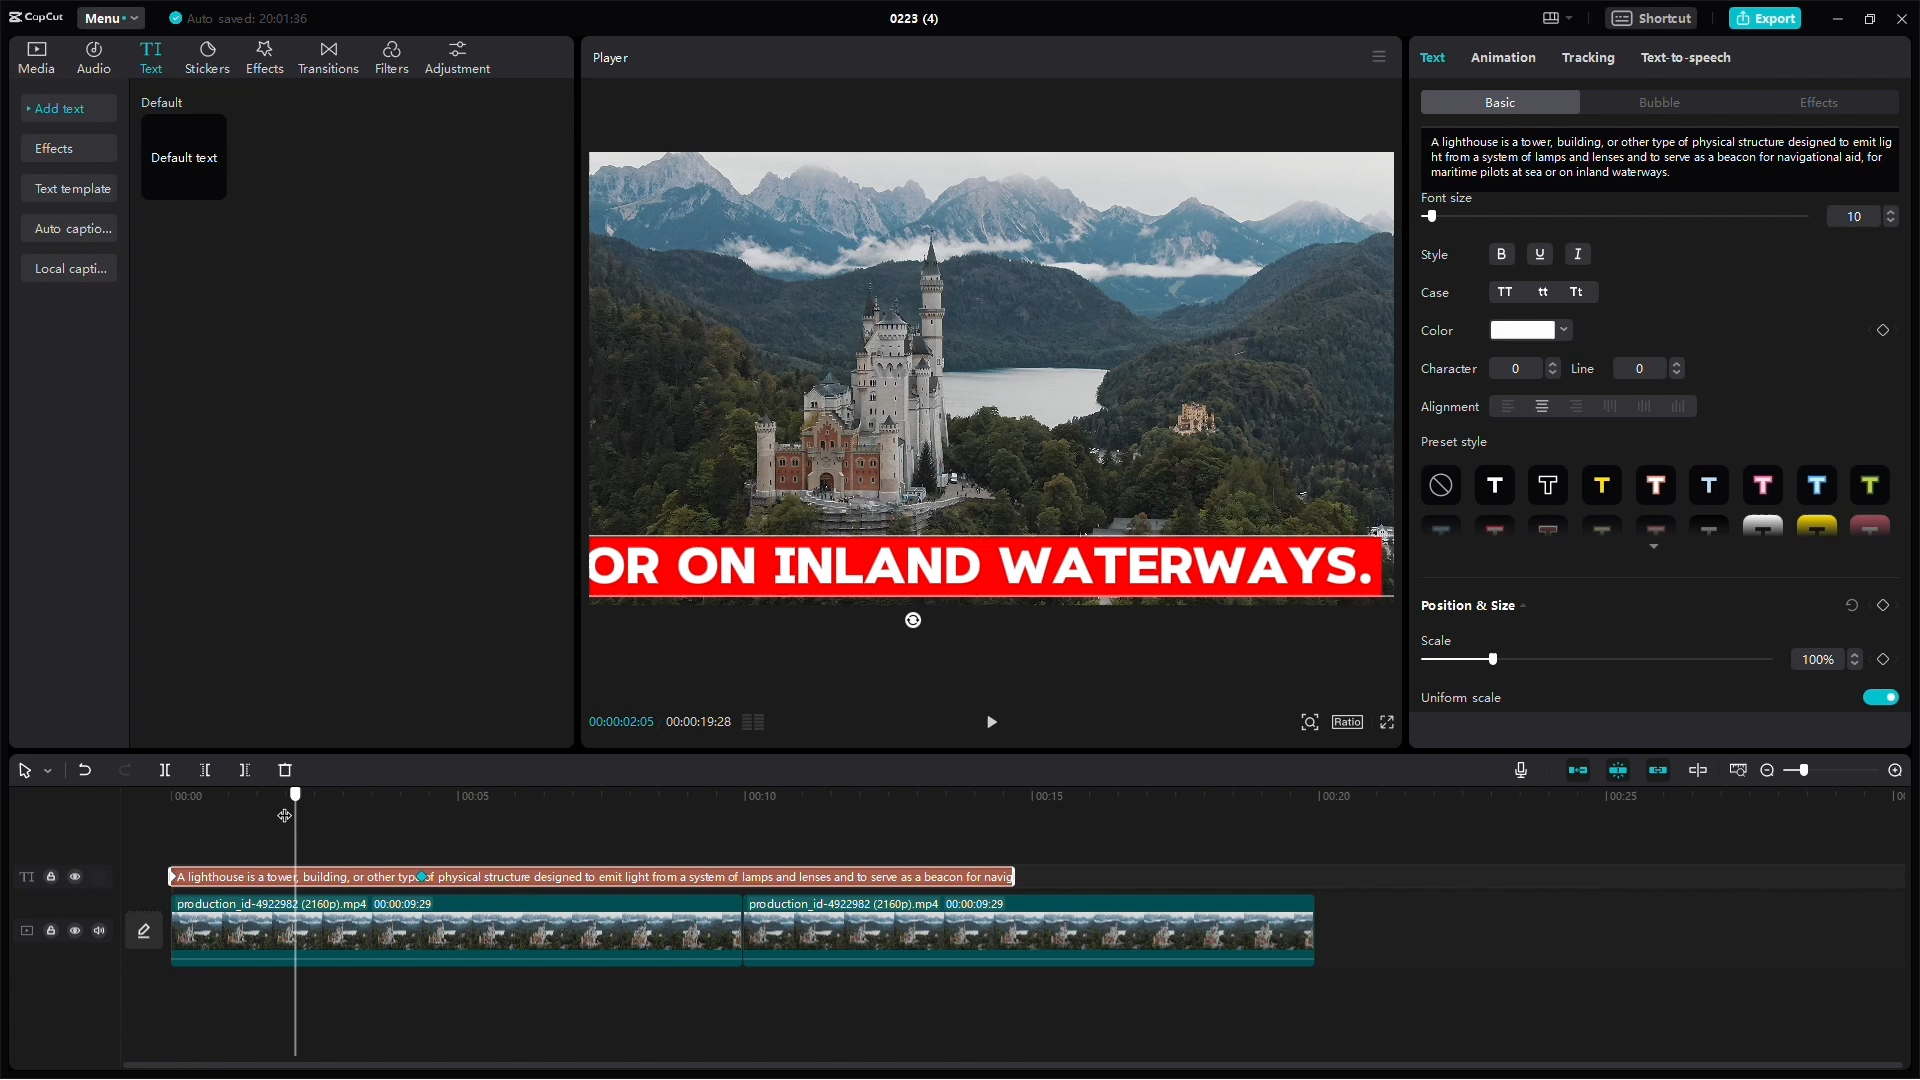 CapCut
Menu
Auto saved: 20:01:36
0223 (4)
Shortcut
Export
Media
Audio
TI
Text
Stickers
Effects
Transitions
Filters
Adjustment
Add text
Effects
Text template
Auto captio...
Local capti...
Default
Default text
Player
OR ON INLAND WATERWAYS.
00:00:02:05
00:00:19:28
Ratio
Text
Animation
Tracking
Text-to-speech
Basic
Bubble
Effects
A lighthouse is a tower, building, or other type of physical structure designed to emit lig
ht from a system of lamps and lenses and to serve as a beacon for navigational aid, for
maritime pilots at sea or on inland waterways.
Font size
10
Style
B
U
I
Case
TT
tt
Tt
Color
Character
0
Line
0
Alignment
Preset style
T
T
T
T
T
T
T
T
Position & Size
Scale
100%
Uniform scale
00:00
00:05
00:10
00:15
00:20
00:25
TI
A lighthouse is a tower, building, or other type of physical structure designed to emit light from a system of lamps and lenses and to serve as a beacon for navig
production_id-4922982 (2160p).mp4 00:00:09:29
production_id-4922982 (2160p).mp4 00:00:09:29